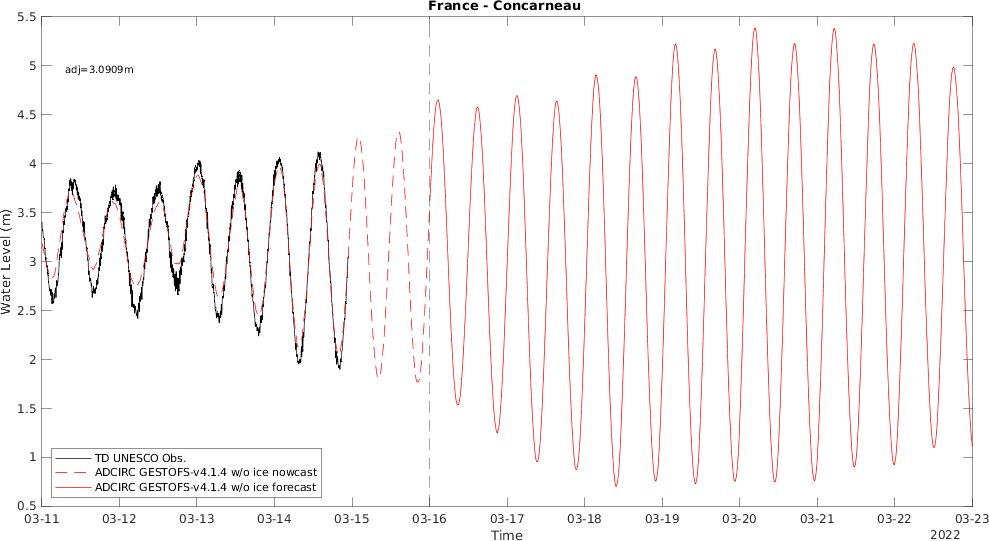 France - Concarneau
adj=3.0909m
5.5
5
4.5
4
3.5
3
2.5
2
1.5
1
0.5
Water Level (m)
TD UNESCO Obs.
ADCIRC GESTOFS-v4.1.4 w/o ice nowcast
ADCIRC GESTOFS-v4.1.4 w/o ice forecast
03-11 03-12 03-13 03-14 03-15 03-16 03-17 03-18 03-19 03-20 03-21 03-22 03-23
Time
2022